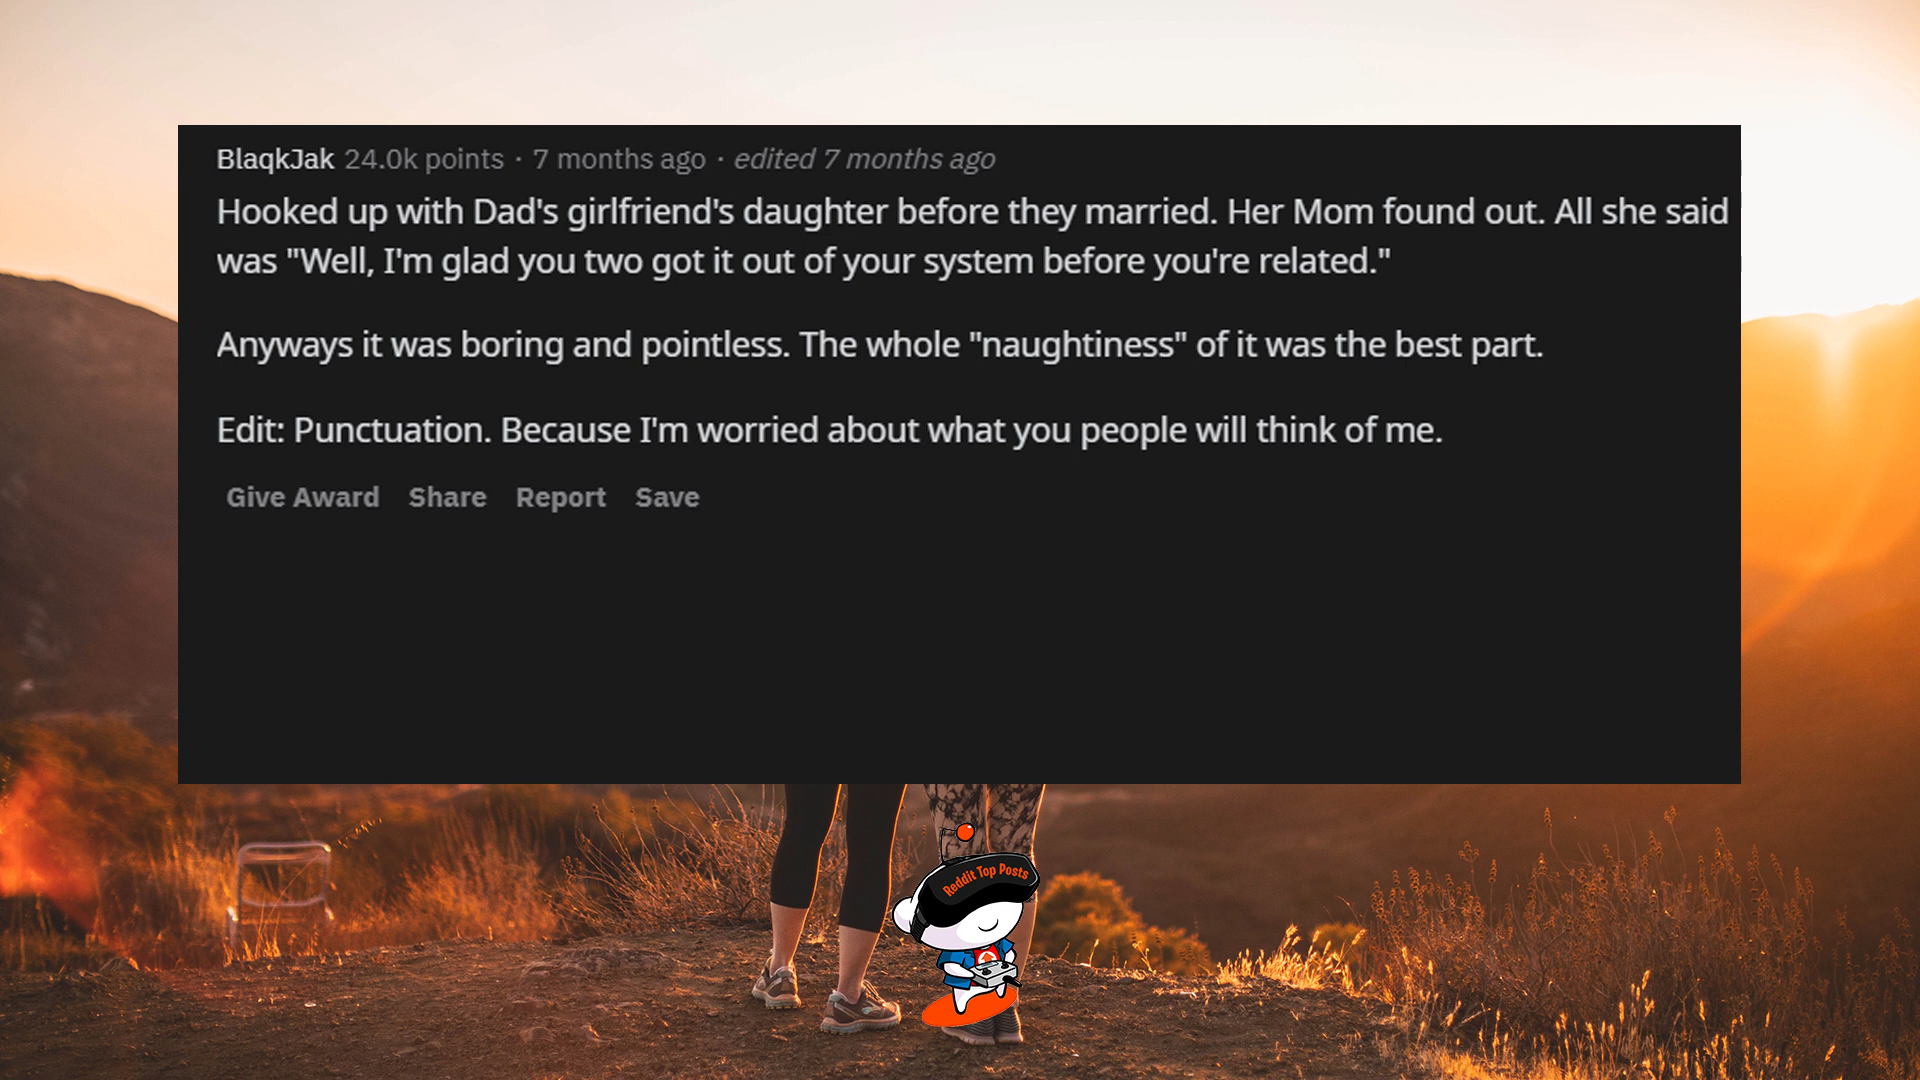 BlaqkJak 24.0k points · 7 months ago · edited 7 months ago
Hooked up with Dad's girlfriend's daughter before they married. Her Mom found out. All she said
was "Well, I'm glad you two got it out of your system before you're related."
Anyways it was boring and pointless. The whole "naughtiness" of it was the best part.
Edit: Punctuation. Because I'm worried about what you people will think of me.
Give Award Share Report Save
Reddit Top Posts